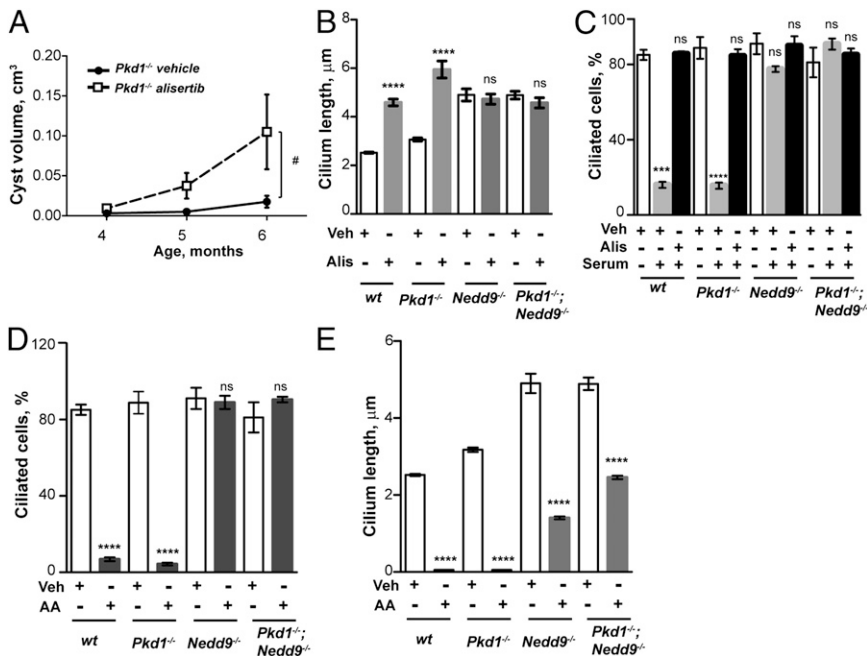 A
Pkd1⁻/⁻ vehicle
Pkd1⁻/⁻ alisertib
Cyst volume, cm³
0.20
0.15
0.10
0.05
0.00
#
4 5 6
Age, months
B
Cilium length, μm
8
6
4
2
0
**** **** ns ns
Veh + - + - + - + -
Alis - + - + - + - +
wt Pkd1⁻/⁻ Nedd9⁻/⁻ Pkd1⁻/⁻;
Nedd9⁻/⁻
C
Ciliated cells, %
100
80
40
0
*** ns **** ns ns ns ns
Veh + + - + + - + + - + + -
Alis - - + - - + - - + - - +
Serum - + + - + + - + + - + +
wt Pkd1⁻/⁻ Nedd9⁻/⁻ Pkd1⁻/⁻;
Nedd9⁻/⁻
D
Ciliated cells, %
120
80
40
0
**** **** ns ns
Veh + - + - + - + -
AA - + - + - + - +
wt Pkd1⁻/⁻ Nedd9⁻/⁻ Pkd1⁻/⁻;
Nedd9⁻/⁻
E
Cilium length, μm
6
4
2
0
**** **** **** ****
Veh + - + - + - + -
AA - + - + - + - +
wt Pkd1⁻/⁻ Nedd9⁻/⁻ Pkd1⁻/⁻;
Nedd9⁻/⁻